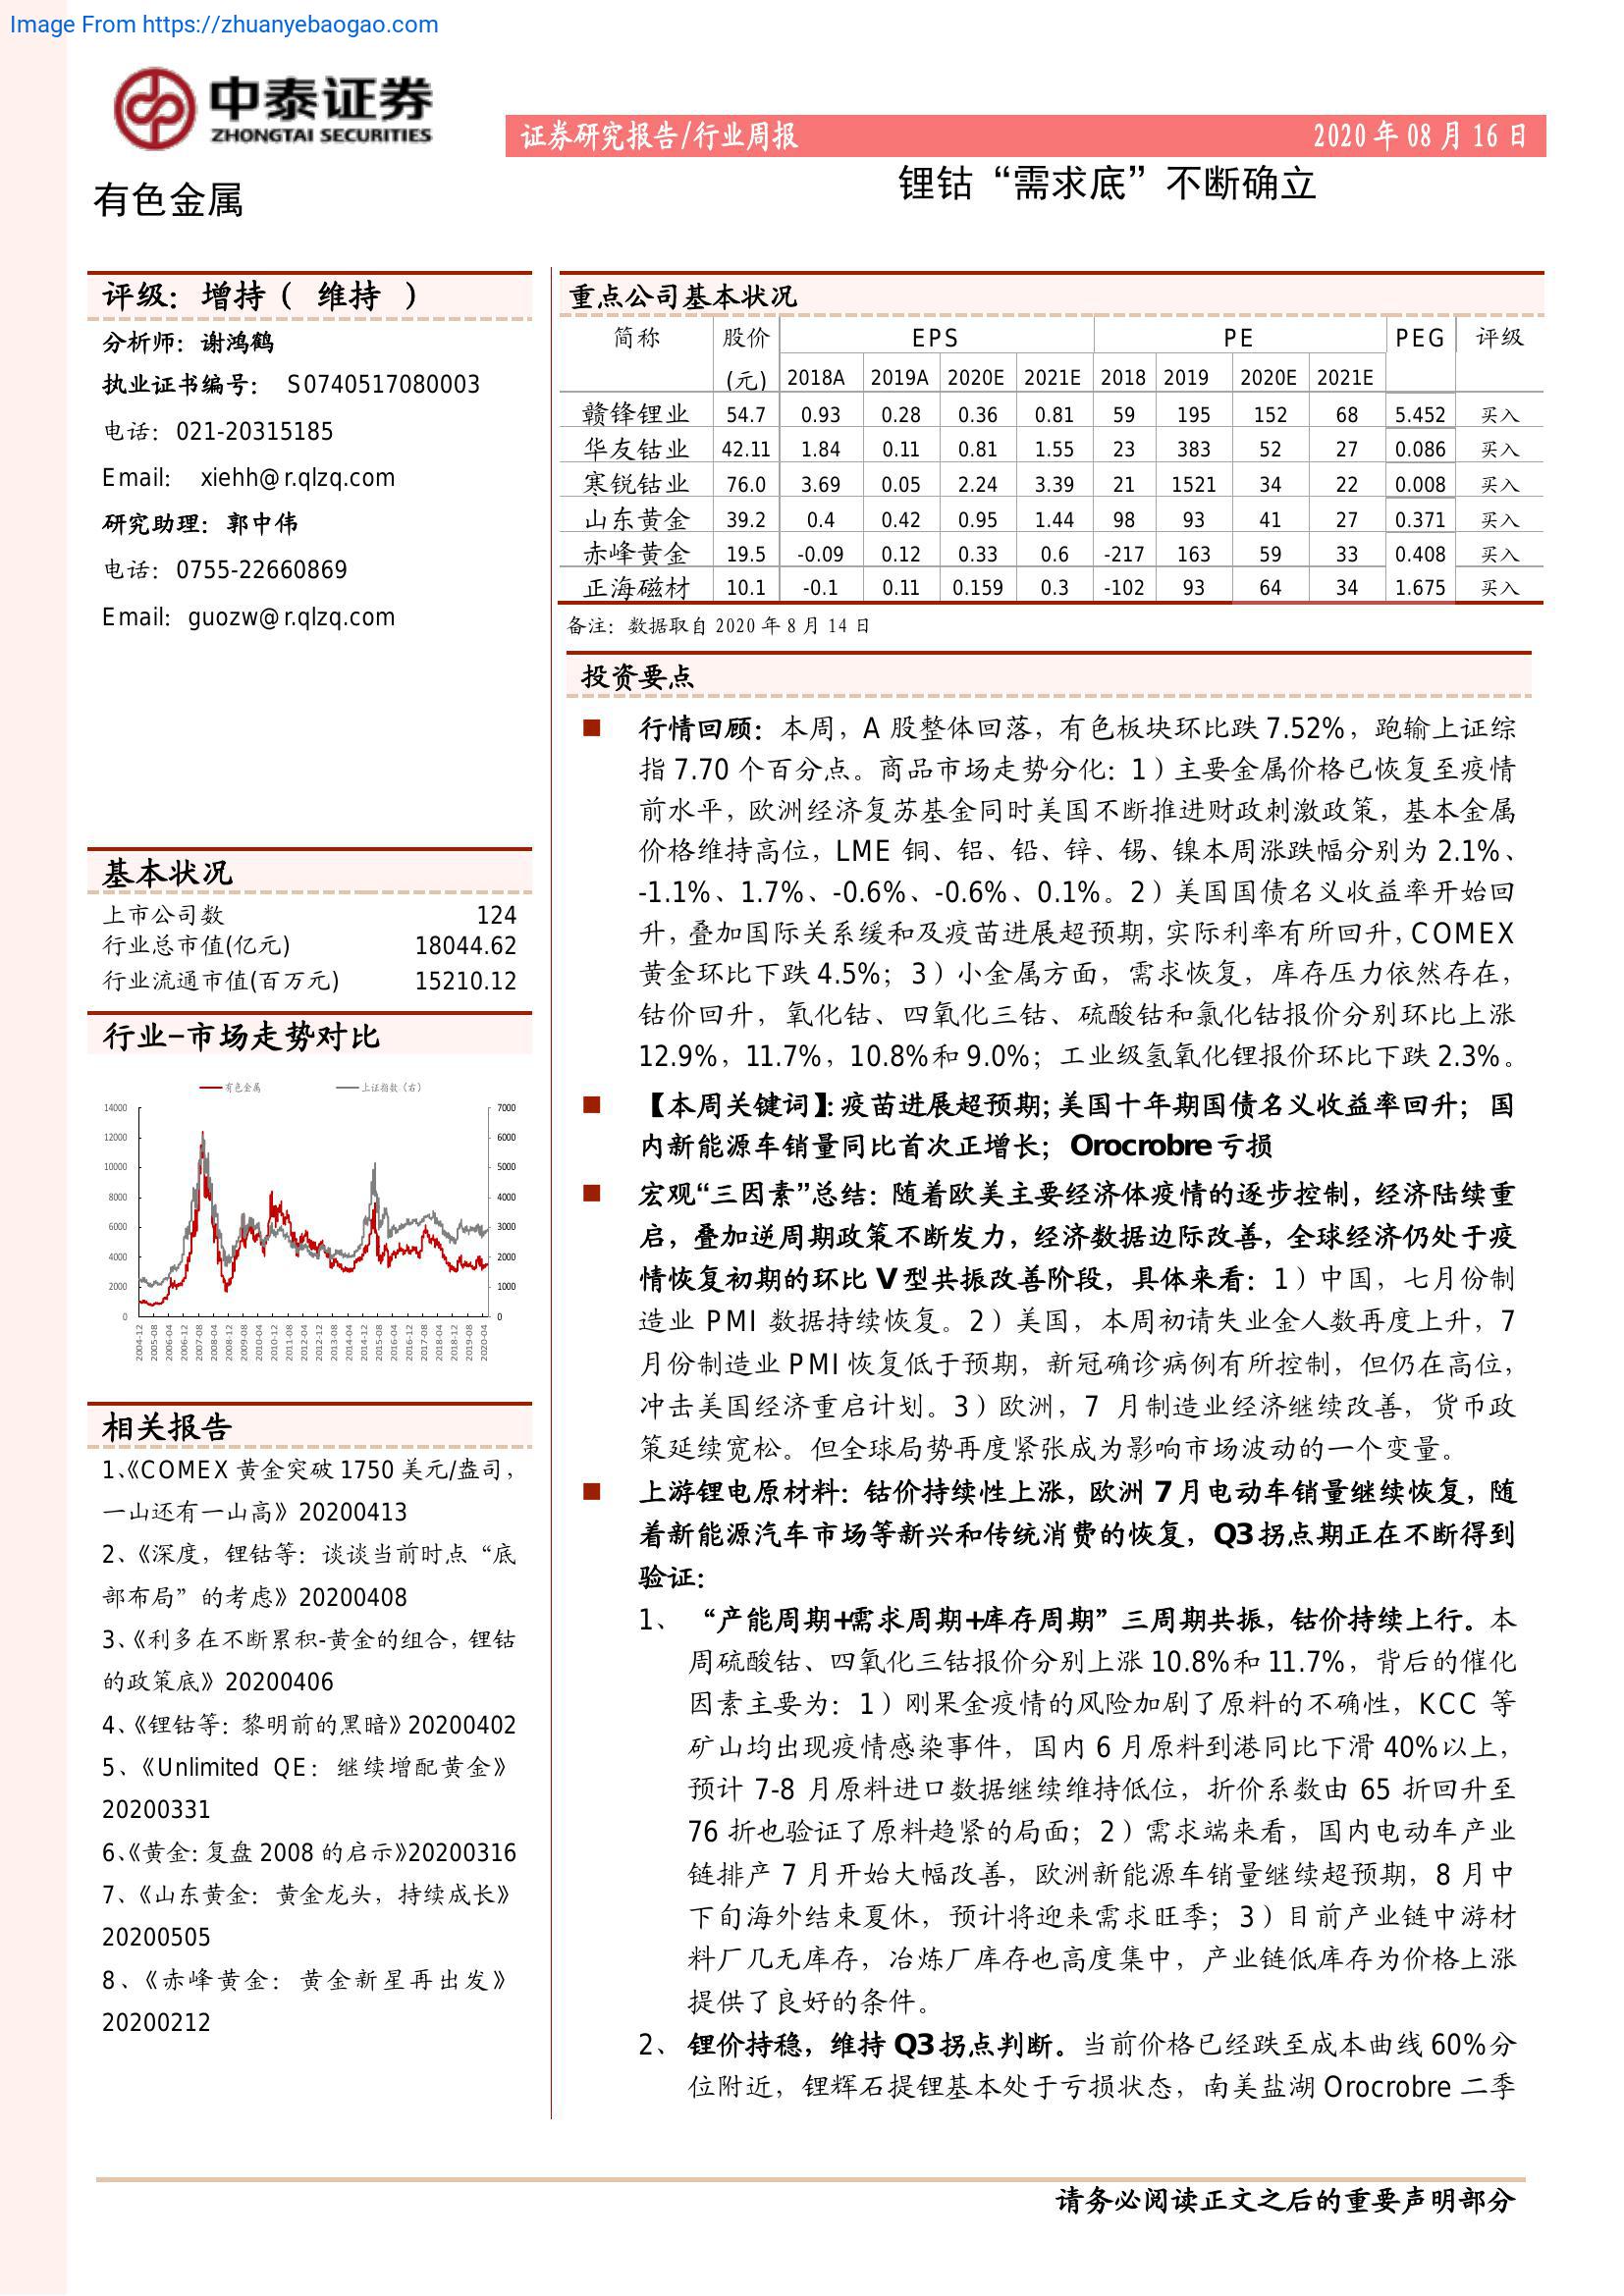 Image From https://zhuanyebaogao.com
中泰证券
ZHONGTAI SECURITIES
证券研究报告/行业周报 2020 年 08 月 16 日
有色金属
锂钴“需求底”不断确立
评级：增持（ 维持 ）
分析师：谢鸿鹤
执业证书编号： S0740517080003
电话：021-20315185
Email: xiehh@r.qlzq.com
研究助理：郭中伟
电话：0755-22660869
Email: guozw@r.qlzq.com
基本状况
上市公司数 124
行业总市值(亿元) 18044.62
行业流通市值(百万元) 15210.12
行业-市场走势对比
有色金属 上证指数（右）
14000 7000
12000 6000
10000 5000
8000 4000
6000 3000
4000 2000
2000 1000
0 0
2004-12 2005-08 2006-04 2006-12 2007-08 2008-04 2008-12 2009-08 2010-04 2010-12 2011-08 2012-04 2012-12 2013-08 2014-04 2014-12 2015-08 2016-04 2016-12 2017-08 2018-04 2018-12 2019-08 2020-04
相关报告
1、《COMEX 黄金突破 1750 美元/盎司，
一山还有一山高》20200413
2、《深度，锂钴等：谈谈当前时点“底
部布局”的考虑》20200408
3、《利多在不断累积-黄金的组合，锂钴
的政策底》20200406
4、《锂钴等：黎明前的黑暗》20200402
5、《Unlimited QE：继续增配黄金》
20200331
6、《黄金：复盘 2008 的启示》20200316
7、《山东黄金：黄金龙头，持续成长》
20200505
8、《赤峰黄金：黄金新星再出发》
20200212
重点公司基本状况
简称 股价 EPS PE PEG 评级
(元) 2018A 2019A 2020E 2021E 2018 2019 2020E 2021E
赣锋锂业 54.7 0.93 0.28 0.36 0.81 59 195 152 68 5.452 买入
华友钴业 42.11 1.84 0.11 0.81 1.55 23 383 52 27 0.086 买入
寒锐钴业 76.0 3.69 0.05 2.24 3.39 21 1521 34 22 0.008 买入
山东黄金 39.2 0.4 0.42 0.95 1.44 98 93 41 27 0.371 买入
赤峰黄金 19.5 -0.09 0.12 0.33 0.6 -217 163 59 33 0.408 买入
正海磁材 10.1 -0.1 0.11 0.159 0.3 -102 93 64 34 1.675 买入
备注：数据取自 2020 年 8 月 14 日
投资要点
■ 行情回顾：本周，A 股整体回落，有色板块环比跌 7.52%，跑输上证综
指 7.70 个百分点。商品市场走势分化：1）主要金属价格已恢复至疫情
前水平，欧洲经济复苏基金同时美国不断推进财政刺激政策，基本金属
价格维持高位，LME 铜、铝、铅、锌、锡、镍本周涨跌幅分别为 2.1%、
-1.1%、1.7%、-0.6%、-0.6%、0.1%。2）美国国债名义收益率开始回
升，叠加国际关系缓和及疫苗进展超预期，实际利率有所回升，COMEX
黄金环比下跌 4.5%；3）小金属方面，需求恢复，库存压力依然存在，
钴价回升，氧化钴、四氧化三钴、硫酸钴和氯化钴报价分别环比上涨
12.9%，11.7%，10.8%和 9.0%；工业级氢氧化锂报价环比下跌 2.3%。
■ 【本周关键词】：疫苗进展超预期；美国十年期国债名义收益率回升；国
内新能源车销量同比首次正增长；Orocrobre 亏损
■ 宏观“三因素”总结：随着欧美主要经济体疫情的逐步控制，经济陆续重
启，叠加逆周期政策不断发力，经济数据边际改善，全球经济仍处于疫
情恢复初期的环比 V 型共振改善阶段，具体来看：1）中国，七月份制
造业 PMI 数据持续恢复。2）美国，本周初请失业金人数再度上升，7
月份制造业 PMI 恢复低于预期，新冠确诊病例有所控制，但仍在高位，
冲击美国经济重启计划。3）欧洲，7 月制造业经济继续改善，货币政
策延续宽松。但全球局势再度紧张成为影响市场波动的一个变量。
■ 上游锂电原材料：钴价持续性上涨，欧洲 7 月电动车销量继续恢复，随
着新能源汽车市场等新兴和传统消费的恢复，Q3 拐点期正在不断得到
验证：
1、 “产能周期+需求周期+库存周期”三周期共振，钴价持续上行。本
周硫酸钴、四氧化三钴报价分别上涨 10.8%和 11.7%，背后的催化
因素主要为：1）刚果金疫情的风险加剧了原料的不确性，KCC 等
矿山均出现疫情感染事件，国内 6 月原料到港同比下滑 40%以上，
预计 7-8 月原料进口数据继续维持低位，折价系数由 65 折回升至
76 折也验证了原料趋紧的局面；2）需求端来看，国内电动车产业
链排产 7 月开始大幅改善，欧洲新能源车销量继续超预期，8 月中
下旬海外结束夏休，预计将迎来需求旺季；3）目前产业链中游材
料厂几无库存，冶炼厂库存也高度集中，产业链低库存为价格上涨
提供了良好的条件。
2、 锂价持稳，维持 Q3 拐点判断。当前价格已经跌至成本曲线 60%分
位附近，锂辉石提锂基本处于亏损状态，南美盐湖 Orocrobre 二季
请务必阅读正文之后的重要声明部分